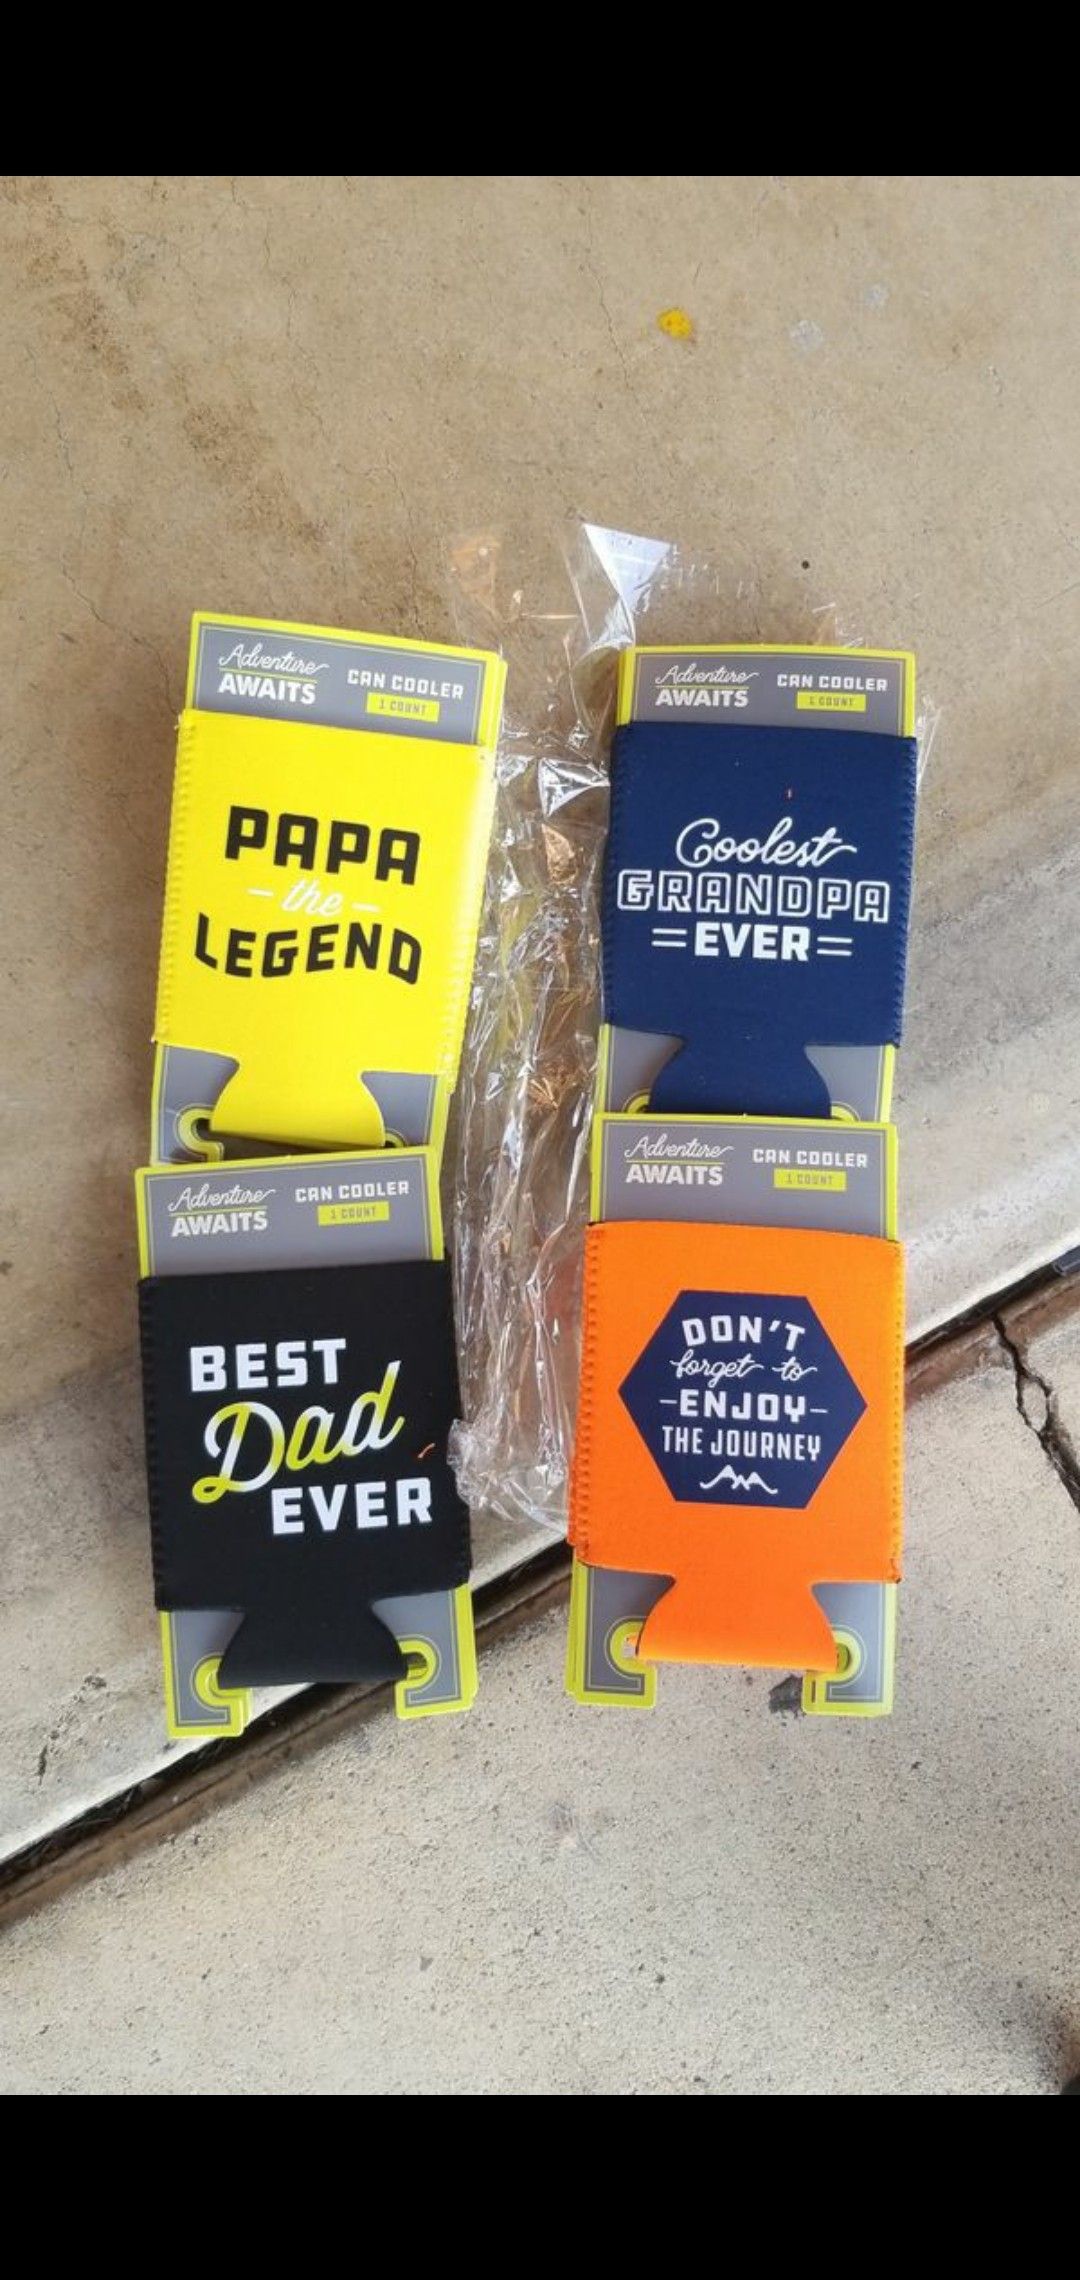 Adventure
AWAITS
CAN COOLER
1 COUNT
PAPA
– the –
LEGEND
Adventure
AWAITS
CAN COOLER
1 COUNT
Coolest
GRANDPA
EVER
Adventure
AWAITS
CAN COOLER
1 COUNT
BEST
Dad
EVER
Adventure
AWAITS
CAN COOLER
1 COUNT
DON'T
forget to
-ENJOY-
THE JOURNEY